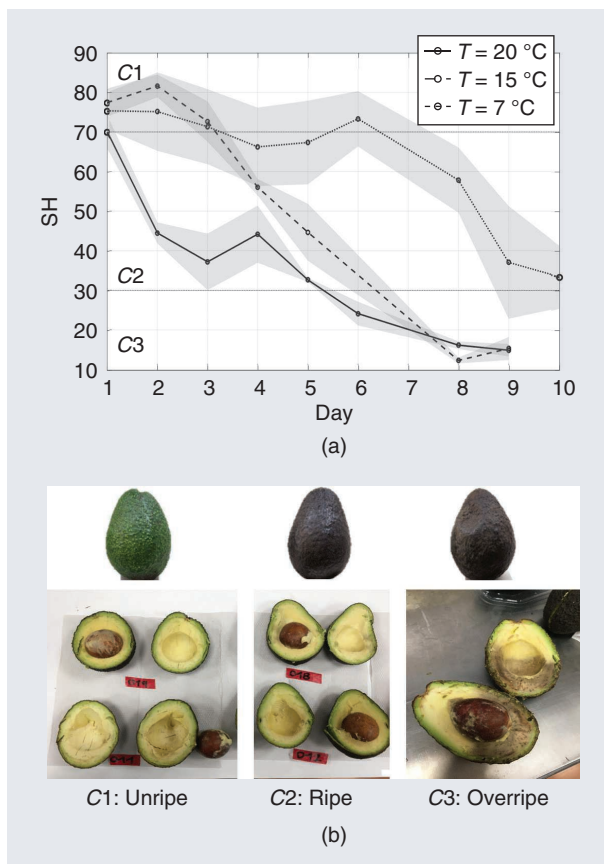 90
80
70
60
50
40
30
20
10
SH
C1
C2
C3
T = 20 °C
T = 15 °C
T = 7 °C
1 2 3 4 5 6 7 8 9 10
Day
(a)
C1: Unripe C2: Ripe C3: Overripe
(b)